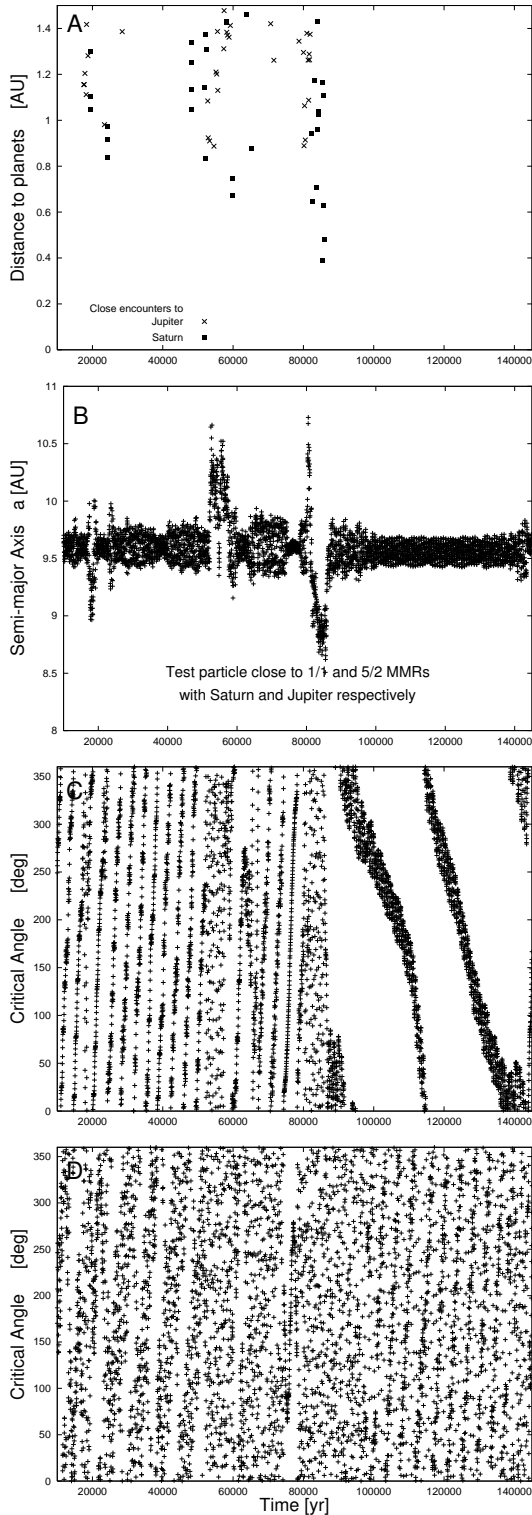 A
Distance to planets [AU]
1.4
1.2
1
0.8
0.6
0.4
0.2
0
Close encounters to
Jupiter
Saturn
20000 40000 60000 80000 100000 120000 140000
B
Semi-major Axis a [AU]
11
10.5
10
9.5
9
8.5
8
Test particle close to 1/1 and 5/2 MMRs
with Saturn and Jupiter respectively
20000 40000 60000 80000 100000 120000 140000
C
Critical Angle [deg]
350
300
250
200
150
100
50
0
20000 40000 60000 80000 100000 120000 140000
D
Critical Angle [deg]
350
300
250
200
150
100
50
0
20000 40000 60000 80000 100000 120000 140000
Time [yr]